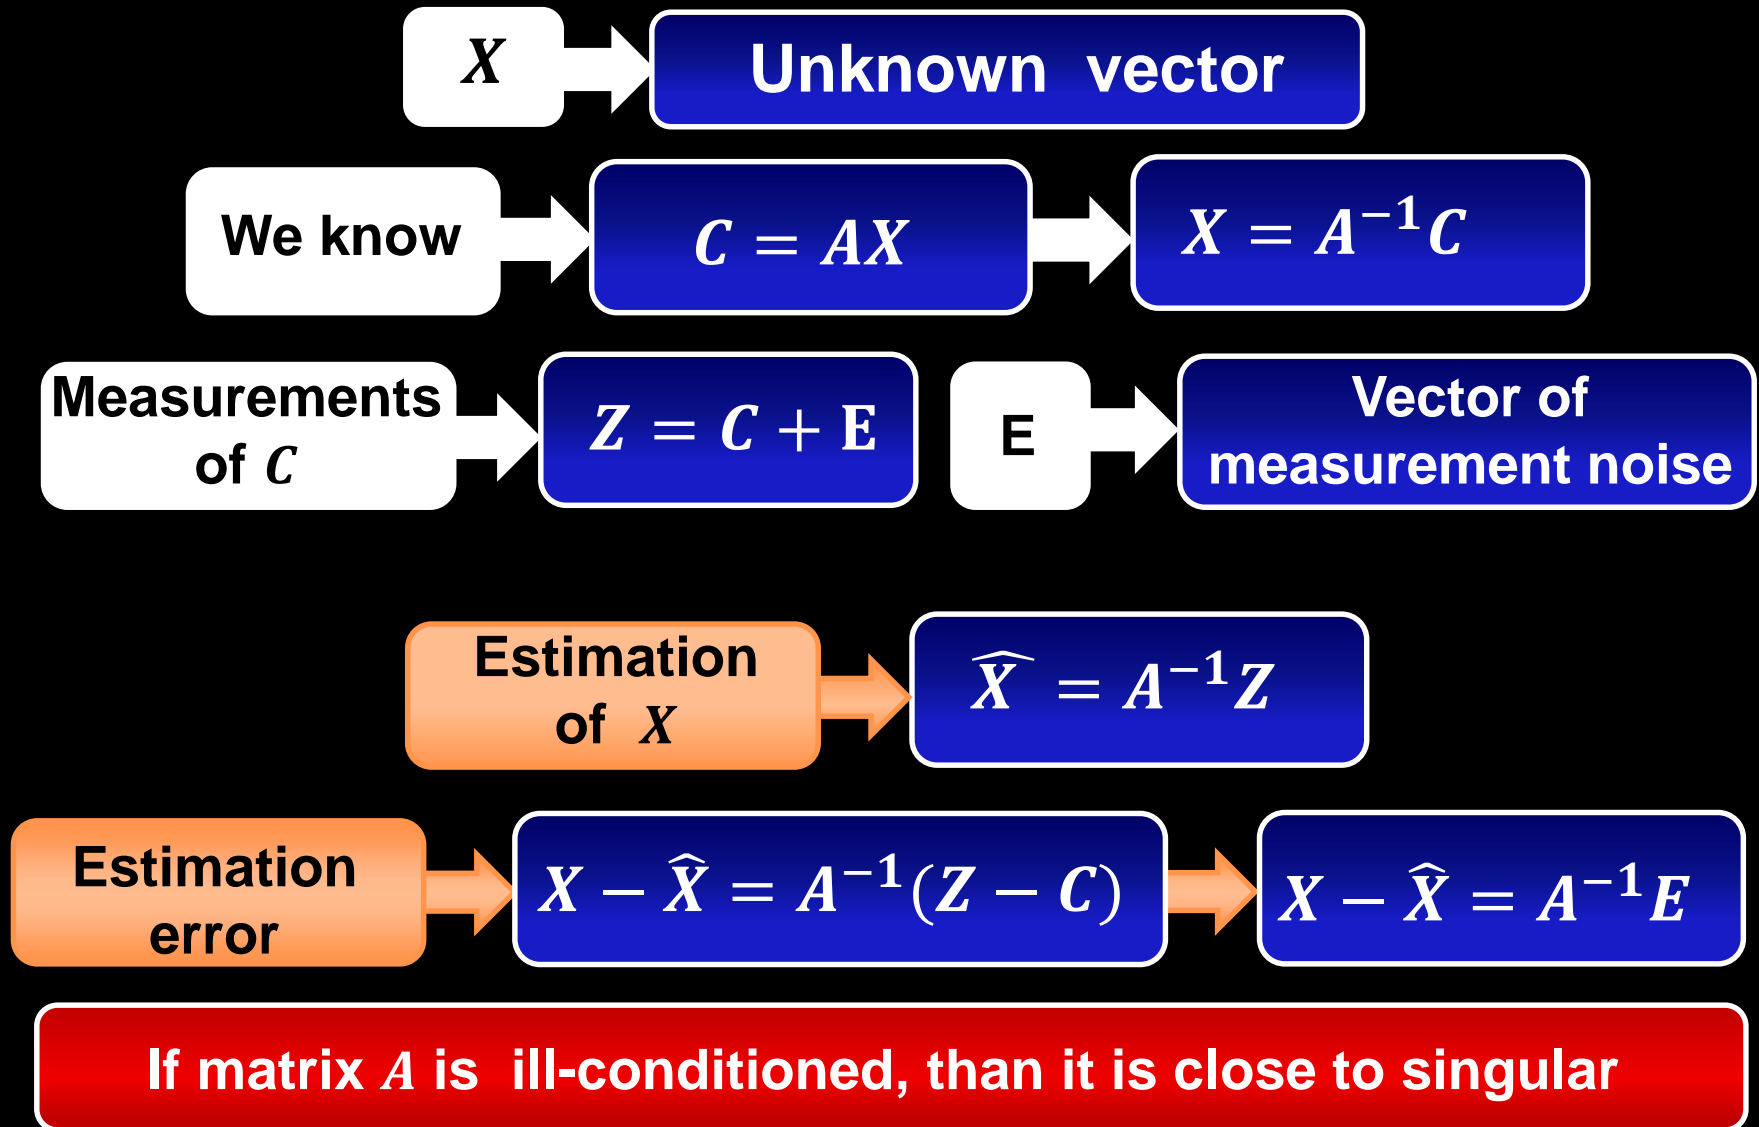 X
Unknown vector
We know
C = AX
X = A⁻¹C
Measurements
of C
Z = C + E
E
Vector of
measurement noise
Estimation
of X
X̂ = A⁻¹Z
Estimation
error
X − X̂ = A⁻¹(Z − C)
X − X̂ = A⁻¹E
If matrix A is ill-conditioned, than it is close to singular